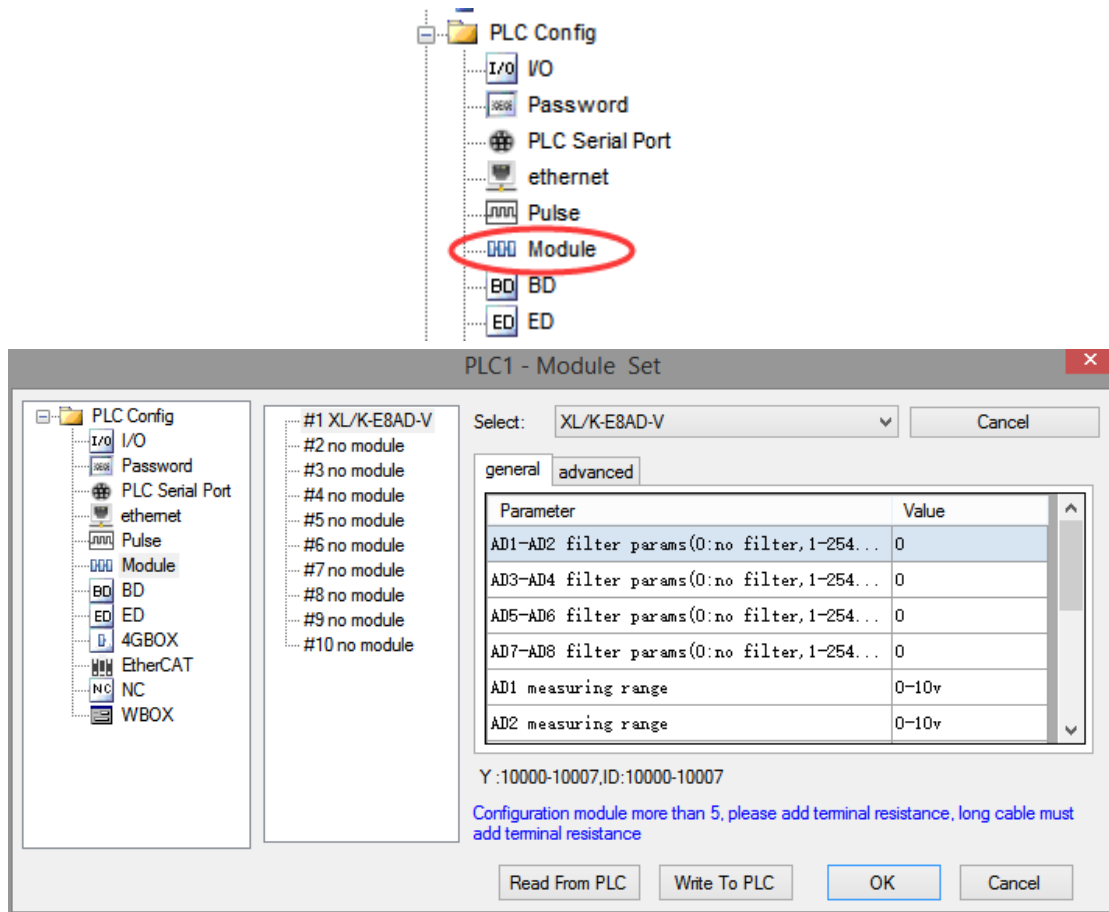 PLC Config
I/O I/O
Password
PLC Serial Port
ethernet
Pulse
Module
BD BD
ED ED
PLC1 - Module Set
PLC Config
I/O I/O
Password
PLC Serial Port
ethernet
Pulse
Module
BD BD
ED ED
4GBOX
EtherCAT
NC NC
WBOX
#1 XL/K-E8AD-V
#2 no module
#3 no module
#4 no module
#5 no module
#6 no module
#7 no module
#8 no module
#9 no module
#10 no module
Select: XL/K-E8AD-V Cancel
general advanced
Parameter Value
AD1-AD2 filter params(0:no filter,1-254... 0
AD3-AD4 filter params(0:no filter,1-254... 0
AD5-AD6 filter params(0:no filter,1-254... 0
AD7-AD8 filter params(0:no filter,1-254... 0
AD1 measuring range 0-10v
AD2 measuring range 0-10v
Y :10000-10007,ID:10000-10007
Configuration module more than 5, please add terminal resistance, long cable must
add terminal resistance
Read From PLC Write To PLC OK Cancel